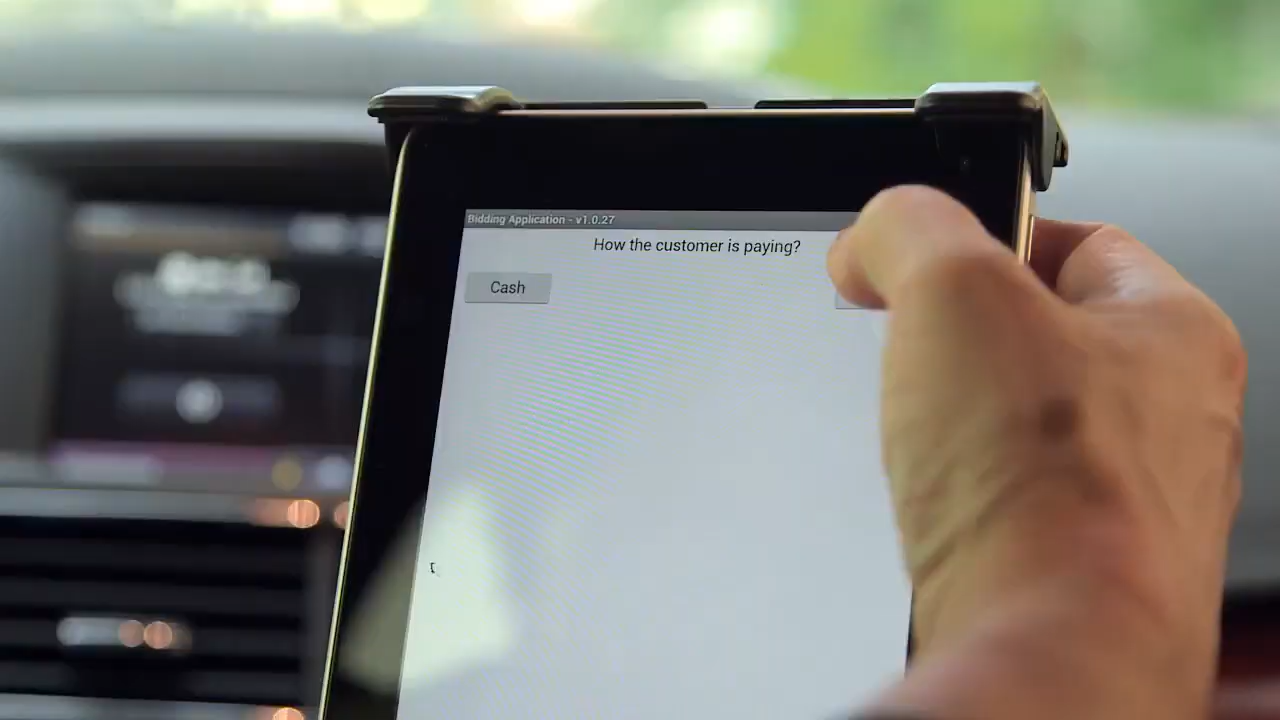 Bidding Application - v1.0.27
How the customer is paying?
Cash